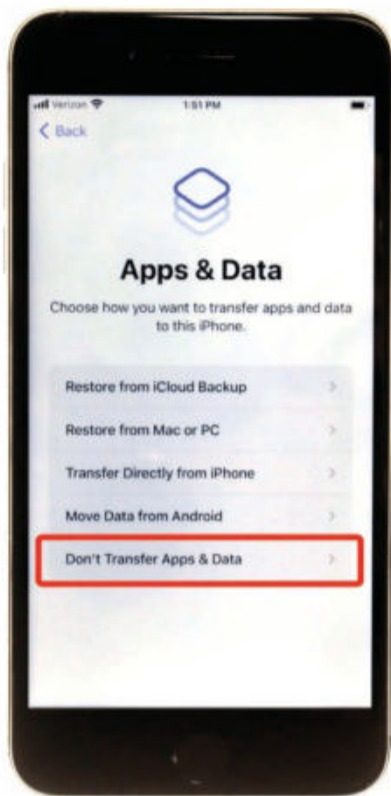 Verizon 1:51 PM
Back
Apps & Data
Choose how you want to transfer apps and data
to this iPhone.
Restore from iCloud Backup
Restore from Mac or PC
Transfer Directly from iPhone
Move Data from Android
Don't Transfer Apps & Data